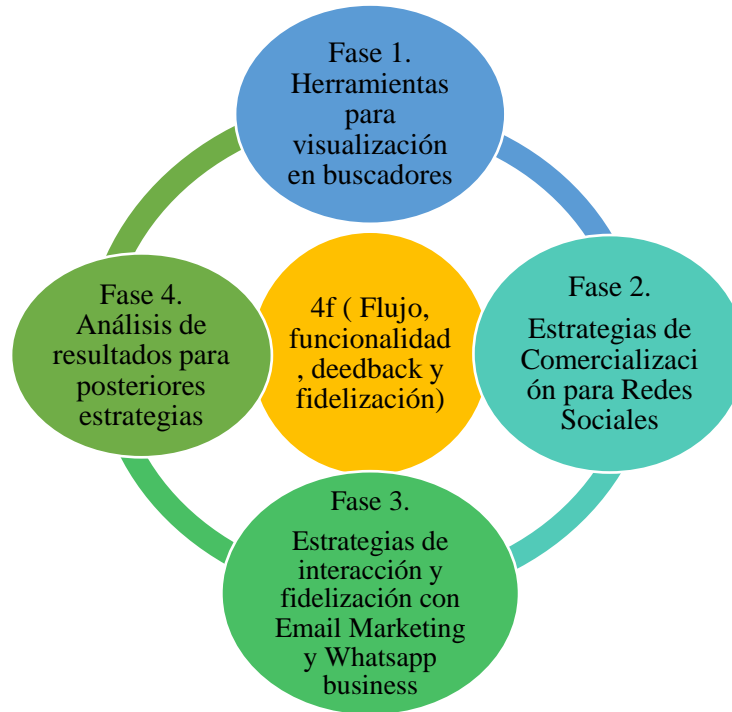 Fase 1.
Herramientas
para
visualización
en buscadores
Fase 2.
Estrategias de
Comercializaci
ón para Redes
Sociales
Fase 3.
Estrategias de
interacción y
fidelización con
Email Marketing
y Whatsapp
business
Fase 4.
Análisis de
resultados para
posteriores
estrategias
4f ( Flujo,
funcionalidad
, deedback y
fidelización)